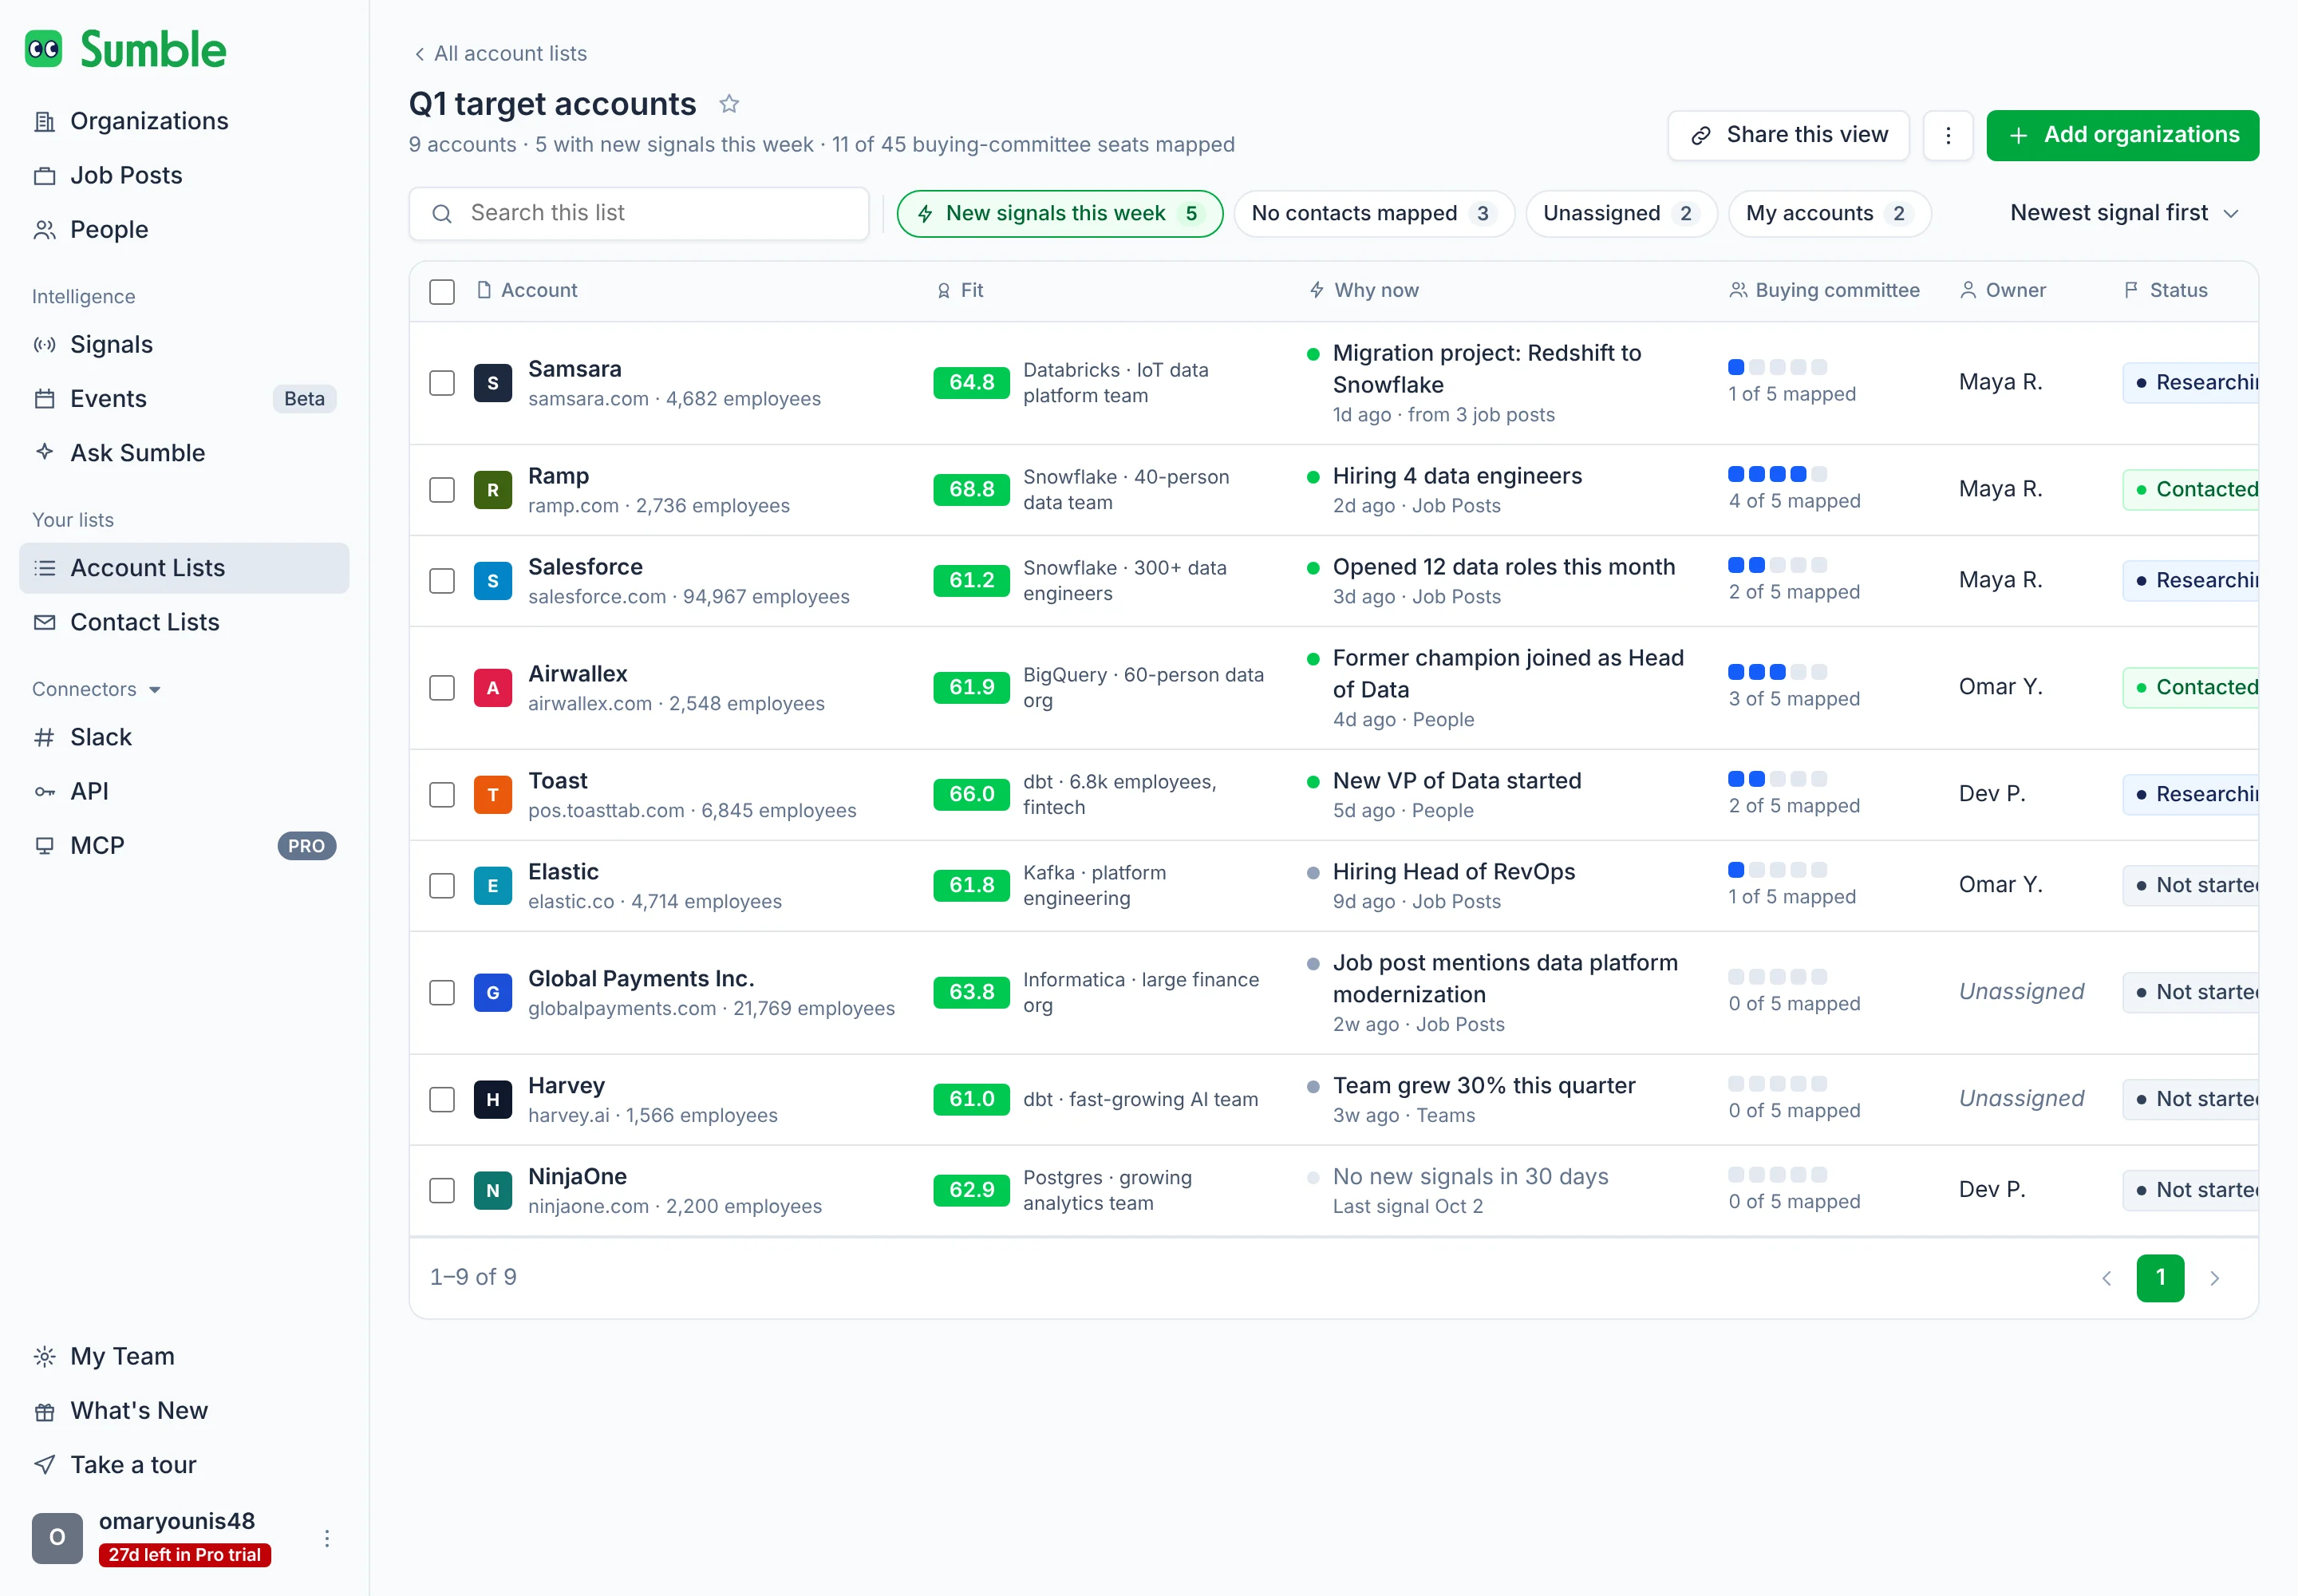 Sumble
Organizations
Job Posts
People
Intelligence
Signals
Events Beta
Ask Sumble
Your lists
Account Lists
Contact Lists
Connectors
Slack
API
MCP PRO
My Team
What's New
Take a tour
O
omaryounis48
27d left in Pro trial
All account lists
Q1 target accounts
9 accounts · 5 with new signals this week · 11 of 45 buying-committee seats mapped
Share this view
Add organizations
Search this list
New signals this week 5
No contacts mapped 3
Unassigned 2
My accounts 2
Newest signal first
Account Fit Why now Buying committee Owner Status
S
Samsara
samsara.com · 4,682 employees
64.8
Databricks · IoT data
platform team
Migration project: Redshift to
Snowflake
1d ago · from 3 job posts
1 of 5 mapped
Maya R.
Researchin
R
Ramp
ramp.com · 2,736 employees
68.8
Snowflake · 40-person
data team
Hiring 4 data engineers
2d ago · Job Posts
4 of 5 mapped
Maya R.
Contacted
S
Salesforce
salesforce.com · 94,967 employees
61.2
Snowflake · 300+ data
engineers
Opened 12 data roles this month
3d ago · Job Posts
2 of 5 mapped
Maya R.
Researchin
A
Airwallex
airwallex.com · 2,548 employees
61.9
BigQuery · 60-person data
org
Former champion joined as Head
of Data
4d ago · People
3 of 5 mapped
Omar Y.
Contacted
T
Toast
pos.toasttab.com · 6,845 employees
66.0
dbt · 6.8k employees,
fintech
New VP of Data started
5d ago · People
2 of 5 mapped
Dev P.
Researchin
E
Elastic
elastic.co · 4,714 employees
61.8
Kafka · platform
engineering
Hiring Head of RevOps
9d ago · Job Posts
1 of 5 mapped
Omar Y.
Not started
G
Global Payments Inc.
globalpayments.com · 21,769 employees
63.8
Informatica · large finance
org
Job post mentions data platform
modernization
2w ago · Job Posts
0 of 5 mapped
Unassigned
Not started
H
Harvey
harvey.ai · 1,566 employees
61.0
dbt · fast-growing AI team
Team grew 30% this quarter
3w ago · Teams
0 of 5 mapped
Unassigned
Not started
N
NinjaOne
ninjaone.com · 2,200 employees
62.9
Postgres · growing
analytics team
No new signals in 30 days
Last signal Oct 2
0 of 5 mapped
Dev P.
Not started
1–9 of 9
1